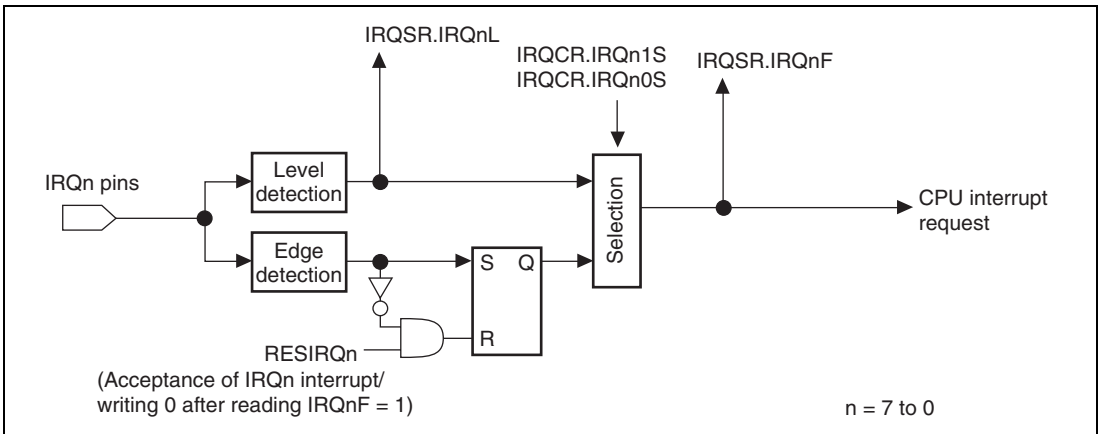 IRQSR.IRQnL
IRQCR.IRQn1S
IRQCR.IRQn0S
IRQSR.IRQnF
IRQn pins
Level
detection
Edge
detection
S Q
R
Selection
CPU interrupt
request
RESIRQn
(Acceptance of IRQn interrupt/
writing 0 after reading IRQnF = 1)
n = 7 to 0